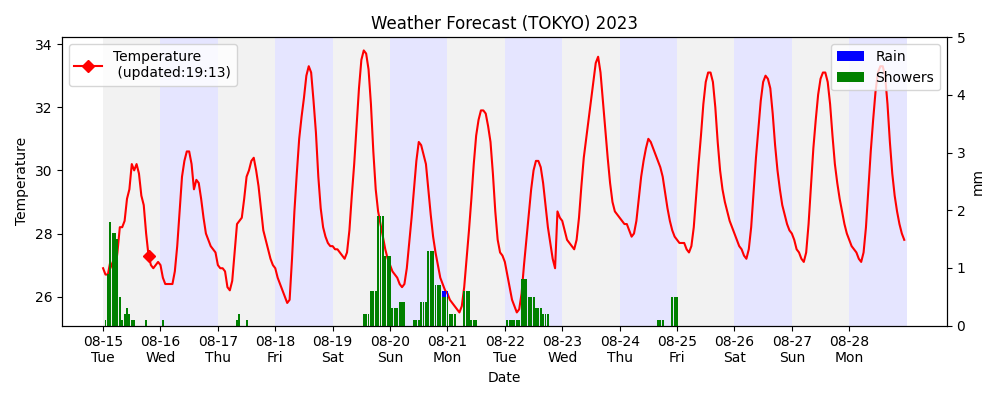 Weather Forecast (TOKYO) 2023
Temperature
(updated:19:13)
Rain
Showers
Temperature
34
32
30
28
26
5
4
3
2
1
0
mm
08-15 08-16 08-17 08-18 08-19 08-20 08-21 08-22 08-23 08-24 08-25 08-26 08-27 08-28
Tue Wed Thu Fri Sat Sun Mon Tue Wed Thu Fri Sat Sun Mon
Date